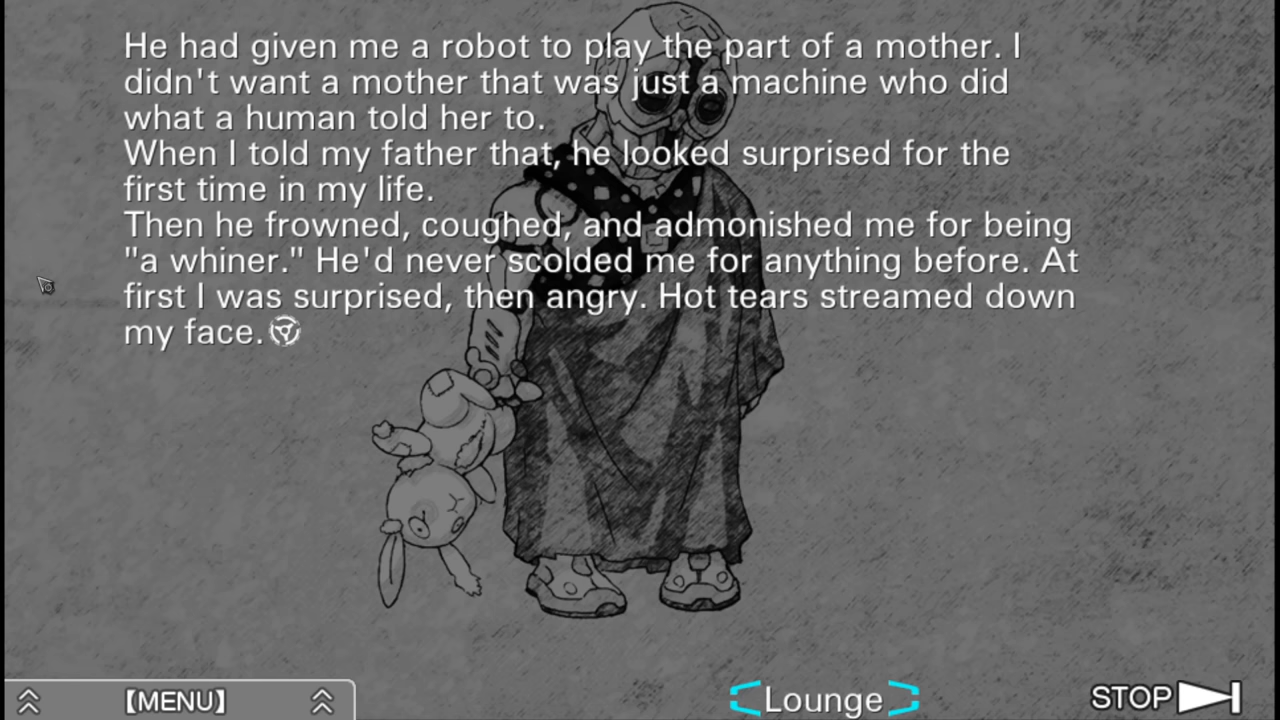 He had given me a robot to play the part of a mother. I
didn't want a mother that was just a machine who did
what a human told her to.
When I told my father that, he looked surprised for the
first time in my life.
Then he frowned, coughed, and admonished me for being
"a whiner." He'd never scolded me for anything before. At
first I was surprised, then angry. Hot tears streamed down
my face.
【MENU】
Lounge
STOP